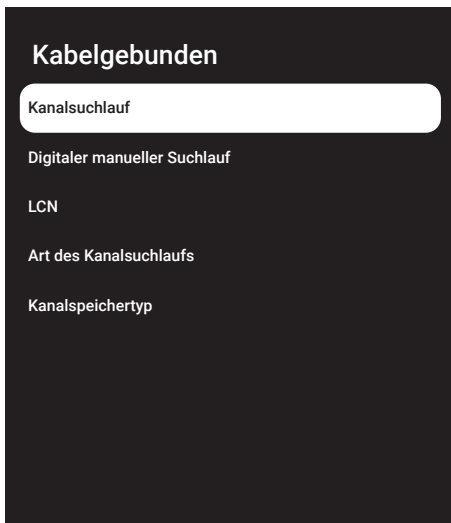 Kabelgebunden
Kanalsuchlauf
Digitaler manueller Suchlauf
LCN
Art des Kanalsuchlaufs
Kanalspeichertyp